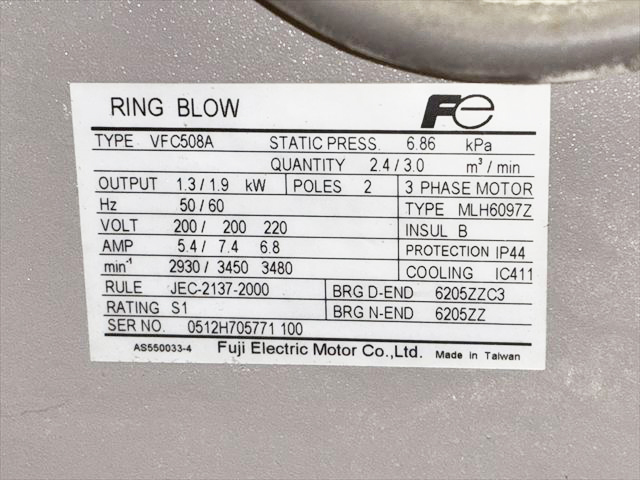 RING BLOW Fe
TYPE VFC508A STATIC PRESS. 6.86 kPa
QUANTITY 2.4 / 3.0 m³ / min
OUTPUT 1.3 / 1.9 kW POLES 2 3 PHASE MOTOR
Hz 50 / 60 TYPE MLH6097Z
VOLT 200 / 200 220 INSUL B
AMP 5.4 / 7.4 6.8 PROTECTION IP44
min⁻¹ 2930 / 3450 3480 COOLING IC411
RULE JEC-2137-2000 BRG D-END 6205ZZC3
RATING S1 BRG N-END 6205ZZ
SER NO. 0512H705771 100
AS550033-4 Fuji Electric Motor Co.,Ltd. Made in Taiwan